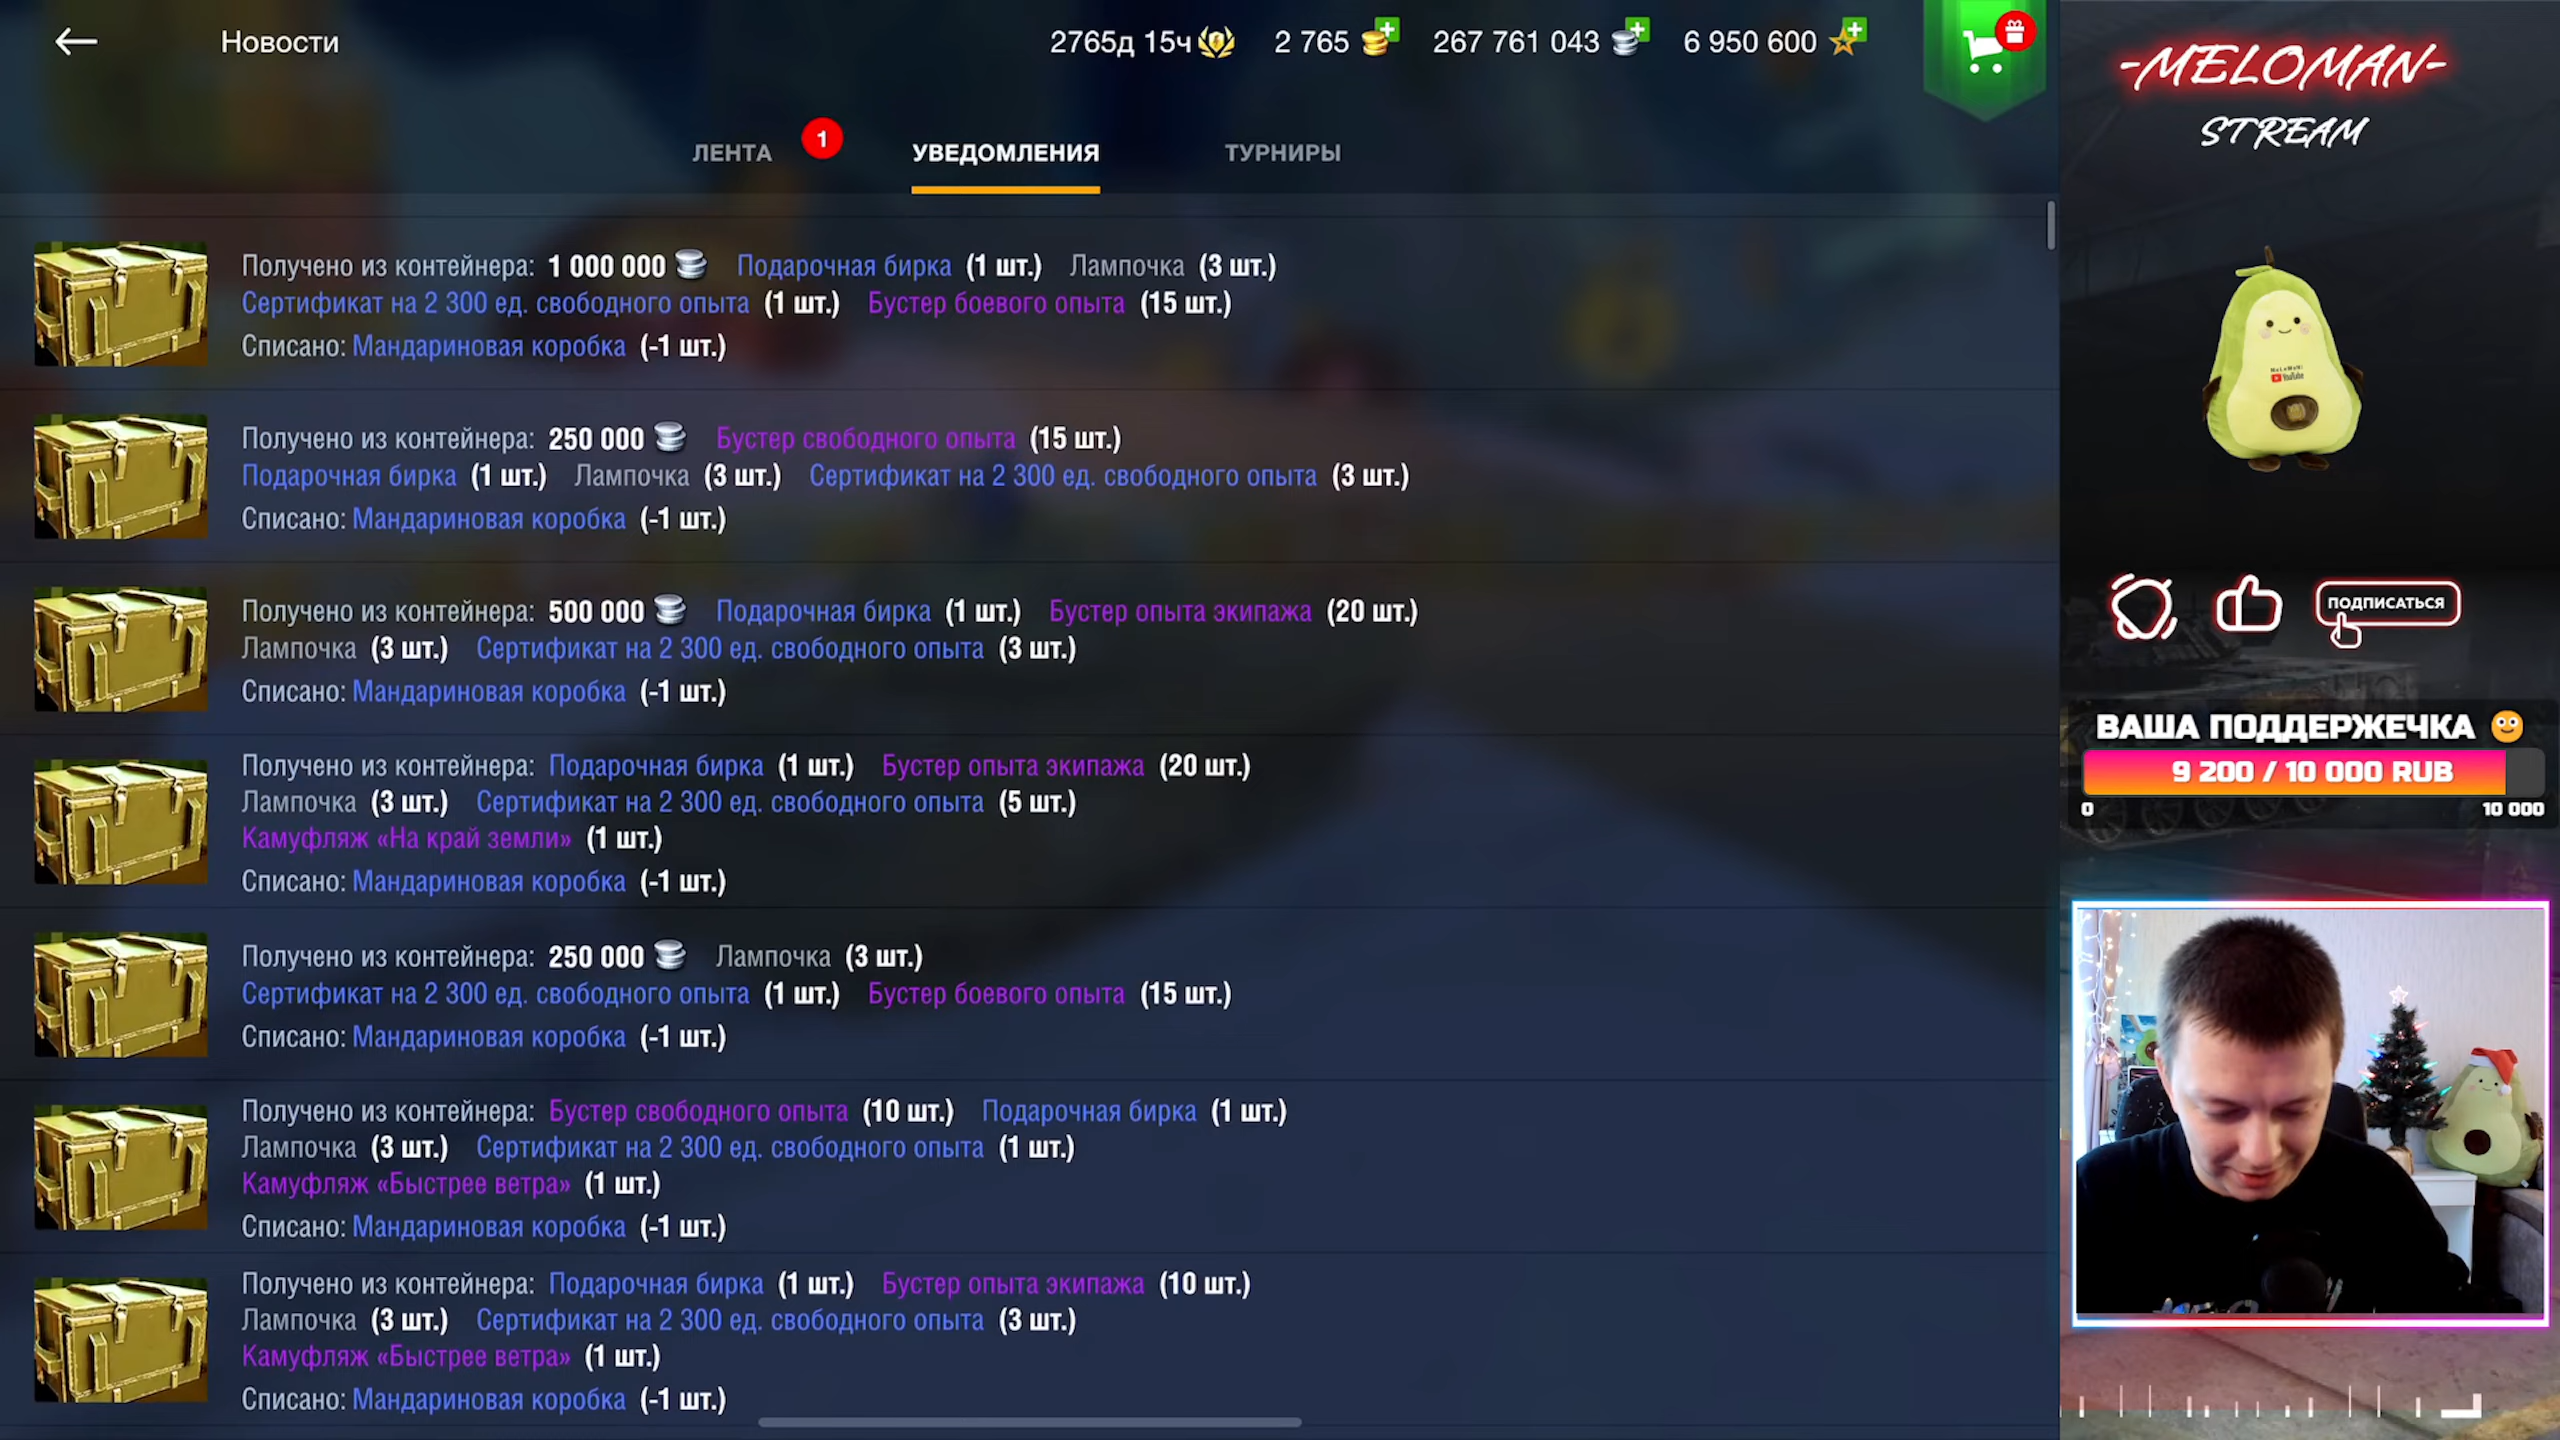 Новости
2765д 15ч 2 765 267 761 043 6 950 600
ЛЕНТА 1 УВЕДОМЛЕНИЯ ТУРНИРЫ
Получено из контейнера: 1 000 000 Подарочная бирка (1 шт.) Лампочка (3 шт.)
Сертификат на 2 300 ед. свободного опыта (1 шт.) Бустер боевого опыта (15 шт.)
Списано: Мандариновая коробка (-1 шт.)
Получено из контейнера: 250 000 Бустер свободного опыта (15 шт.)
Подарочная бирка (1 шт.) Лампочка (3 шт.) Сертификат на 2 300 ед. свободного опыта (3 шт.)
Списано: Мандариновая коробка (-1 шт.)
Получено из контейнера: 500 000 Подарочная бирка (1 шт.) Бустер опыта экипажа (20 шт.)
Лампочка (3 шт.) Сертификат на 2 300 ед. свободного опыта (3 шт.)
Списано: Мандариновая коробка (-1 шт.)
Получено из контейнера: Подарочная бирка (1 шт.) Бустер опыта экипажа (20 шт.)
Лампочка (3 шт.) Сертификат на 2 300 ед. свободного опыта (5 шт.)
Камуфляж «На край земли» (1 шт.)
Списано: Мандариновая коробка (-1 шт.)
Получено из контейнера: 250 000 Лампочка (3 шт.)
Сертификат на 2 300 ед. свободного опыта (1 шт.) Бустер боевого опыта (15 шт.)
Списано: Мандариновая коробка (-1 шт.)
Получено из контейнера: Бустер свободного опыта (10 шт.) Подарочная бирка (1 шт.)
Лампочка (3 шт.) Сертификат на 2 300 ед. свободного опыта (1 шт.)
Камуфляж «Быстрее ветра» (1 шт.)
Списано: Мандариновая коробка (-1 шт.)
Получено из контейнера: Подарочная бирка (1 шт.) Бустер опыта экипажа (10 шт.)
Лампочка (3 шт.) Сертификат на 2 300 ед. свободного опыта (3 шт.)
Камуфляж «Быстрее ветра» (1 шт.)
Списано: Мандариновая коробка (-1 шт.)
-MELOMAN-
STREAM
YouTube
ПОДПИСАТЬСЯ
ВАША ПОДДЕРЖЕЧКА
9 200 / 10 000 RUB
0 10 000